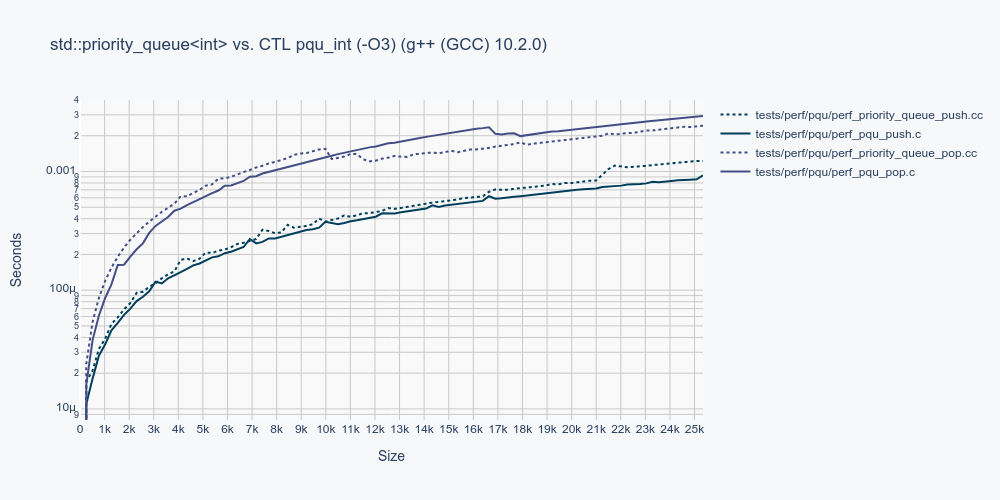 std::priority_queue<int> vs. CTL pqu_int (-O3) (g++ (GCC) 10.2.0)
4
3
2
0.001
9
8
7
6
5
4
3
2
100μ
9
8
7
6
5
4
3
2
10μ
9
Seconds
0 1k 2k 3k 4k 5k 6k 7k 8k 9k 10k 11k 12k 13k 14k 15k 16k 17k 18k 19k 20k 21k 22k 23k 24k 25k
Size
tests/perf/pqu/perf_priority_queue_push.cc
tests/perf/pqu/perf_pqu_push.c
tests/perf/pqu/perf_priority_queue_pop.cc
tests/perf/pqu/perf_pqu_pop.c